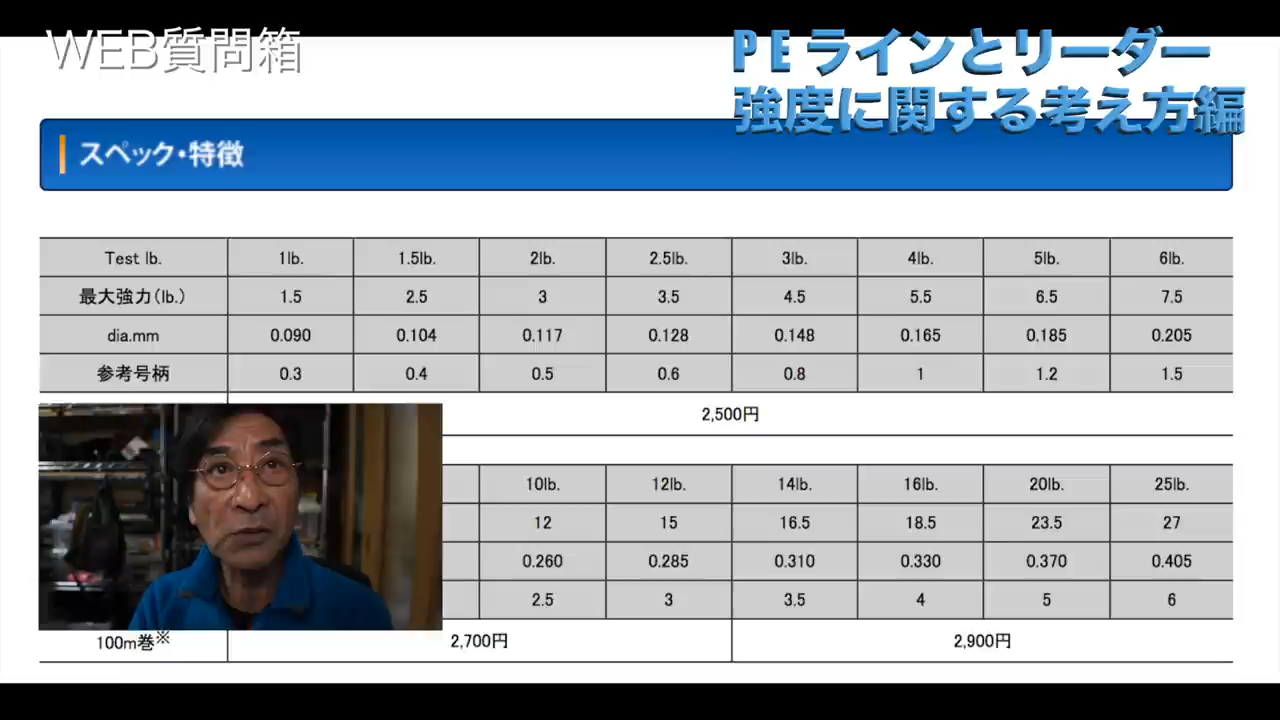 WEB質問箱
PEラインとリーダー
強度に関する考え方編
スペック・特徴
Test lb. 1lb. 1.5lb. 2lb. 2.5lb. 3lb. 4lb. 5lb. 6lb.
最大強力(lb.) 1.5 2.5 3 3.5 4.5 5.5 6.5 7.5
dia.mm 0.090 0.104 0.117 0.128 0.148 0.165 0.185 0.205
参考号柄 0.3 0.4 0.5 0.6 0.8 1 1.2 1.5
2,500円
10lb. 12lb. 14lb. 16lb. 20lb. 25lb.
12 15 16.5 18.5 23.5 27
0.260 0.285 0.310 0.330 0.370 0.405
2.5 3 3.5 4 5 6
100m巻※ 2,700円 2,900円